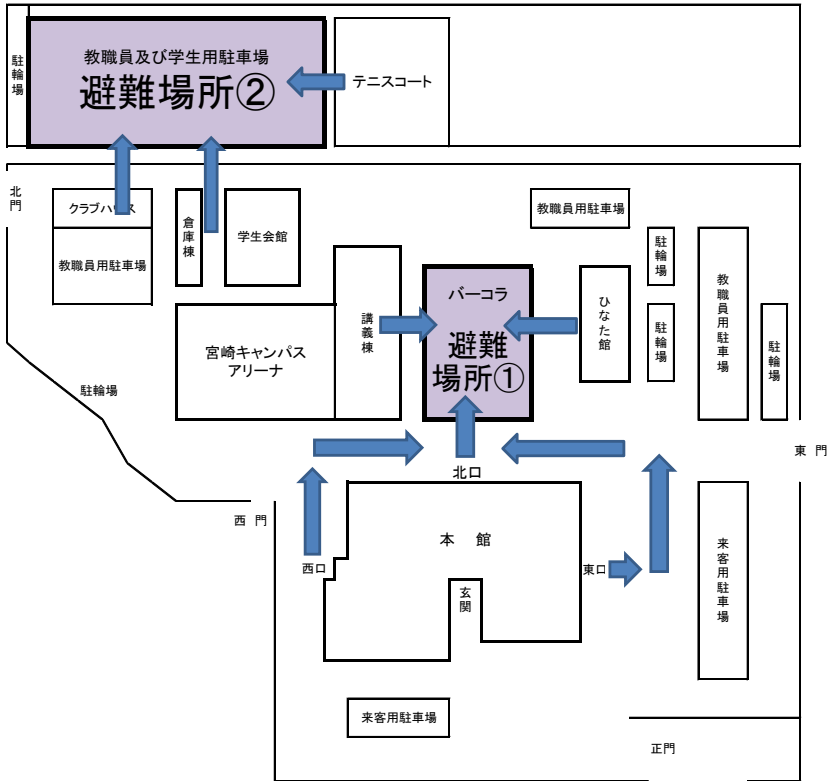 駐輪場
教職員及び学生用駐車場
避難場所②
テニスコート
北門
クラブハウス
教職員用駐車場
倉庫棟
学生会館
教職員用駐車場
駐輪場
教職員用駐車場
バーコラ
避難
場所①
ひなた館
講義棟
駐輪場
駐輪場
宮崎キャンパス
アリーナ
駐輪場
東 門
北口
西 門
本 館
西口
東口
玄関
来客用駐車場
来客用駐車場
正門